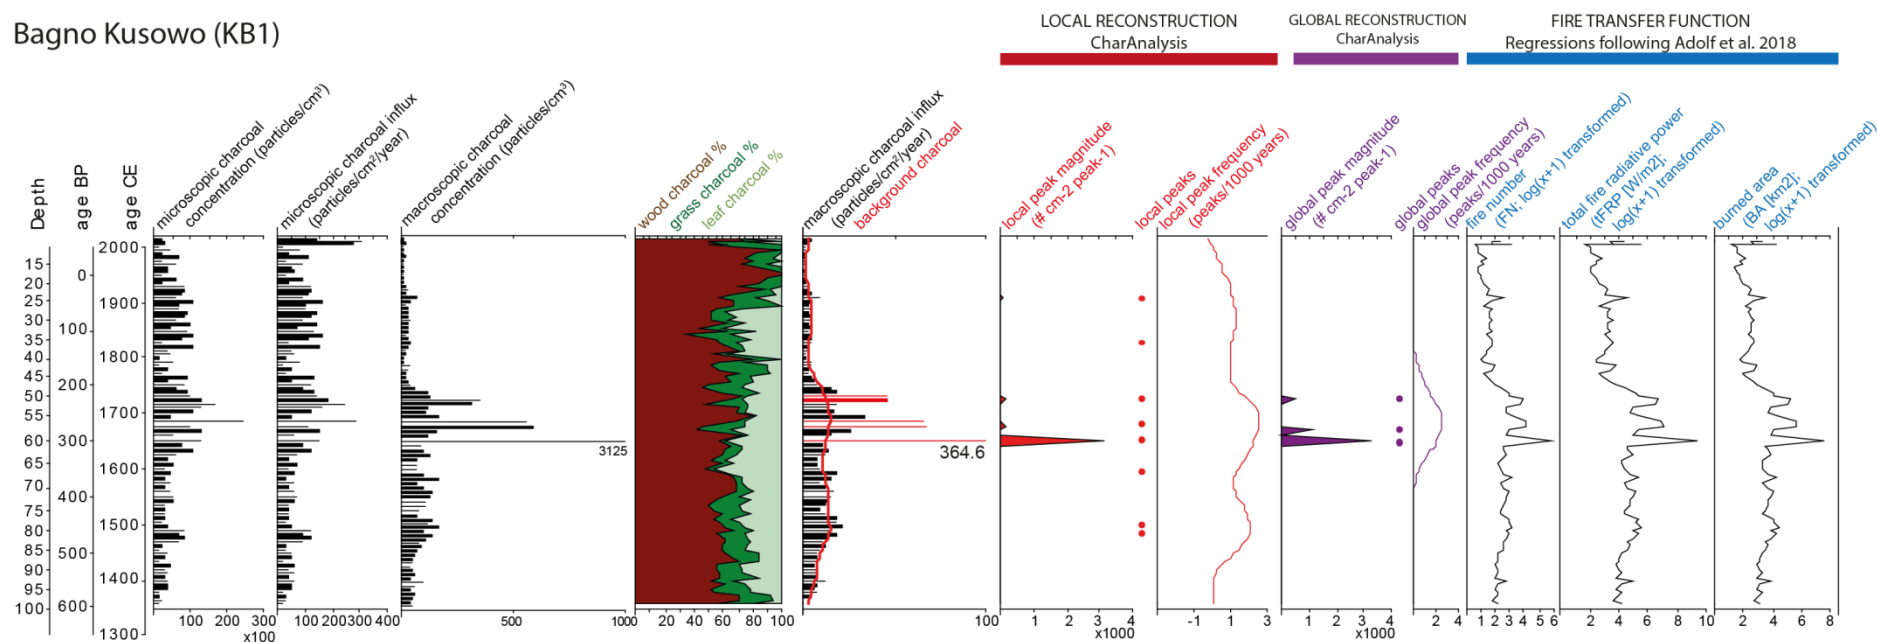 Bagno Kusowo (KB1)
LOCAL RECONSTRUCTION
CharAnalysis
GLOBAL RECONSTRUCTION
CharAnalysis
FIRE TRANSFER FUNCTION
Regressions following Adolf et al. 2018
Depth
age BP
age CE
microscopic charcoal
concentration (particles/cm³)
microscopic charcoal influx
(particles/cm²/year)
macroscopic charcoal
concentration (particles/cm³)
wood charcoal %
grass charcoal %
leaf charcoal %
macroscopic charcoal influx
(particles/cm²/year)
background charcoal
local peak magnitude
(# cm-2 peak-1)
local peaks
local peak frequency
(peaks/1000 years)
global peak magnitude
(# cm-2 peak-1)
global peaks
global peak frequency
(peaks/1000 years)
fire number
(FN; log(x+1) transformed)
total fire radiative power
(tFRP [W/m2];
log(x+1) transformed)
burned area
(BA [km2];
log(x+1) transformed)
15
20
25
30
35
40
45
50
55
60
65
70
75
80
85
90
95
100
0
100
200
300
400
500
600
2000
1900
1800
1700
1600
1500
1400
1300
3125
364.6
100 200 300
x100
100 200 300 400
500 1000
20 40 60 80 100
100
1 2 3 4
x1000
-1 1 3
1 2 3 4
x1000
2 4
1 2 3 4 5 6
2 4 6 8 10
2 4 6 8